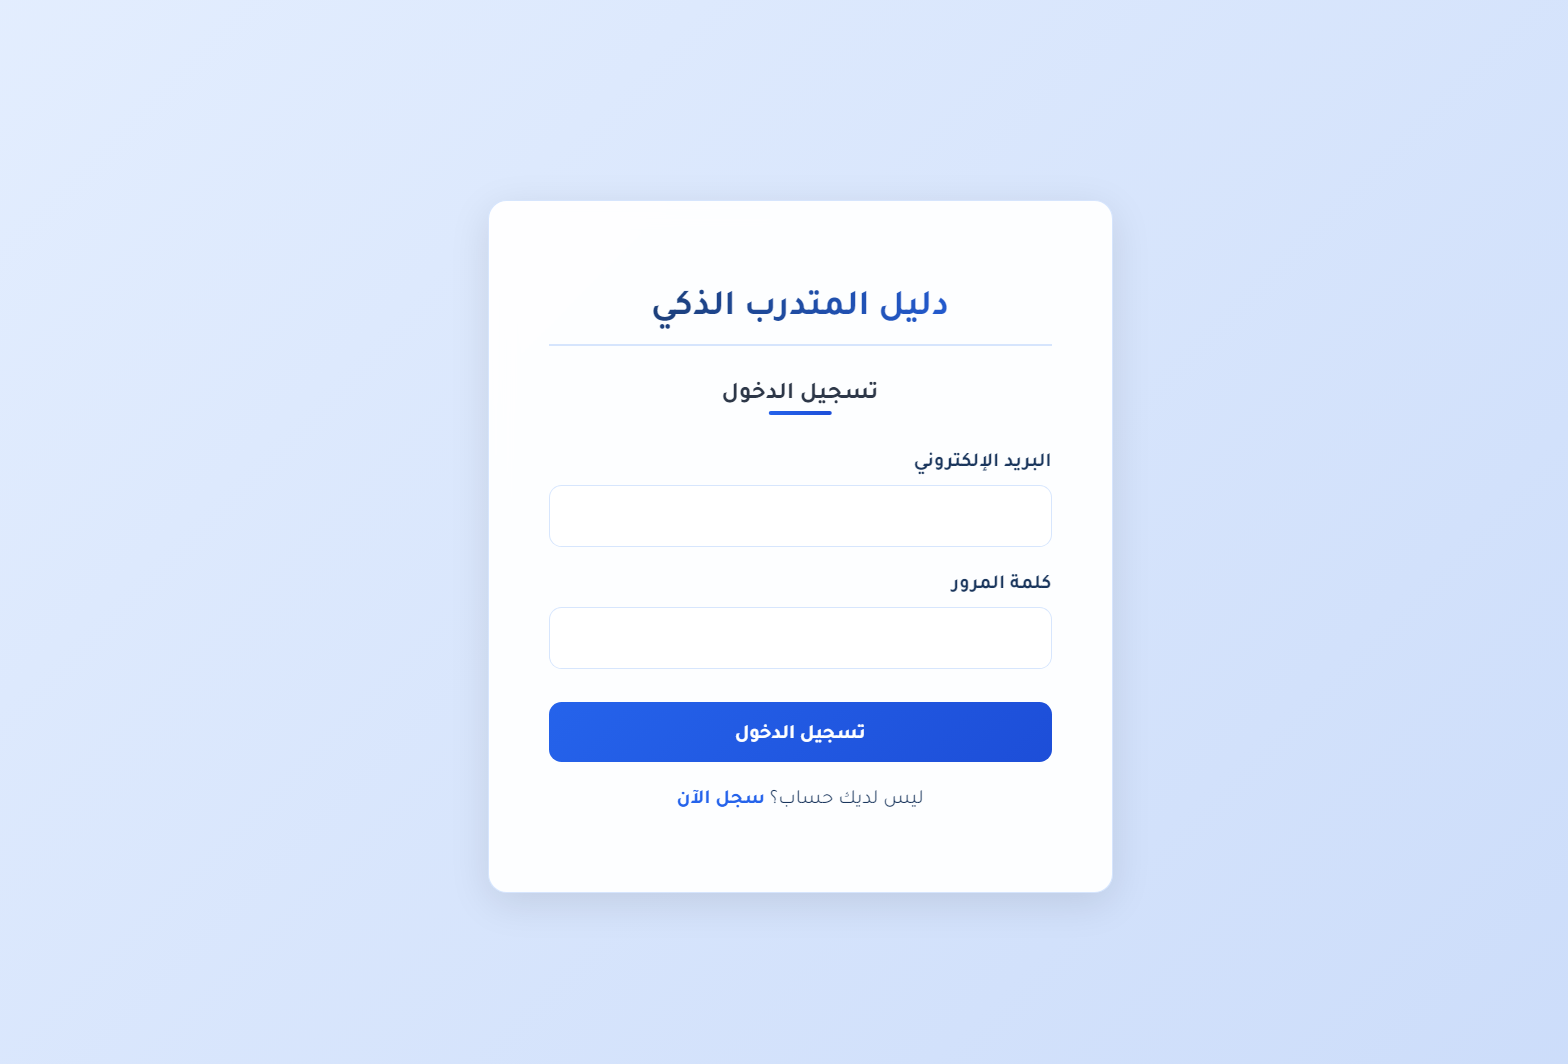 دليل المتدرب الذكي
تسجيل الدخول
البريد الإلكتروني
كلمة المرور
تسجيل الدخول
ليس لديك حساب؟ سجل الآن